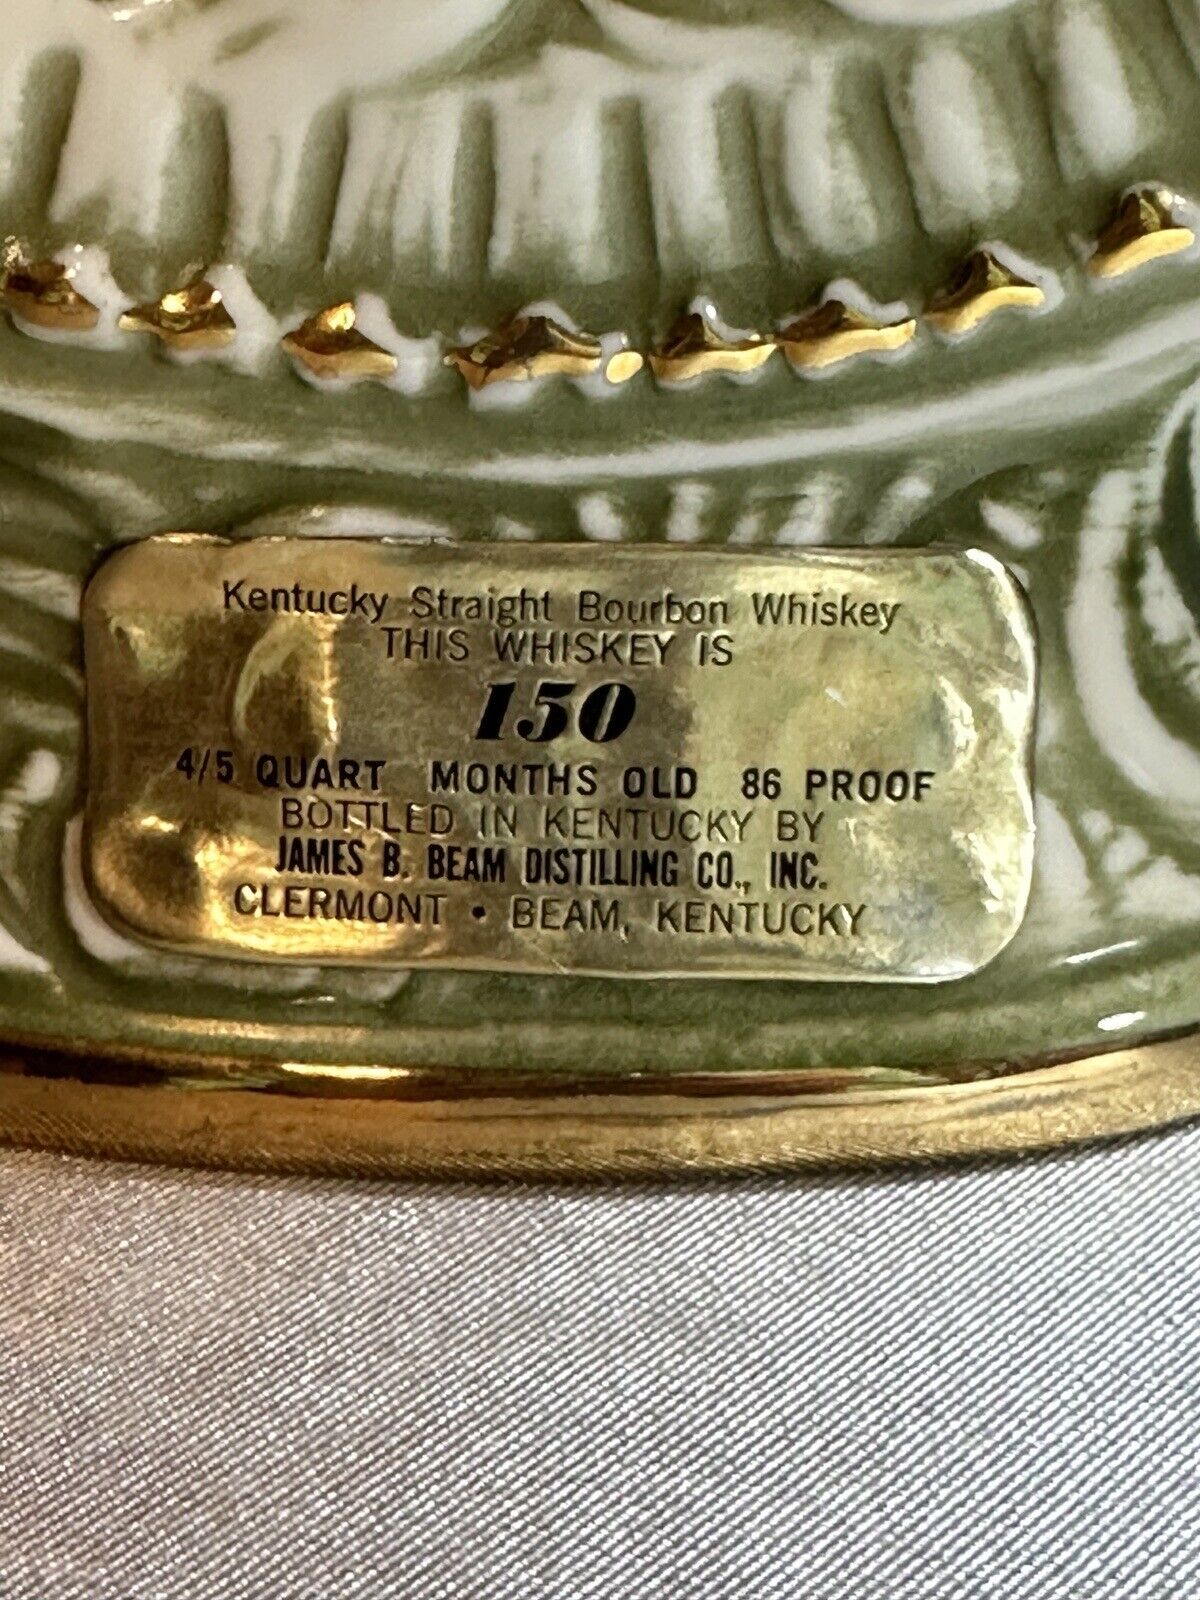 Kentucky Straight Bourbon Whiskey
THIS WHISKEY IS
150
4/5 QUART MONTHS OLD 86 PROOF
BOTTLED IN KENTUCKY BY
JAMES B. BEAM DISTILLING CO., INC.
CLERMONT • BEAM, KENTUCKY